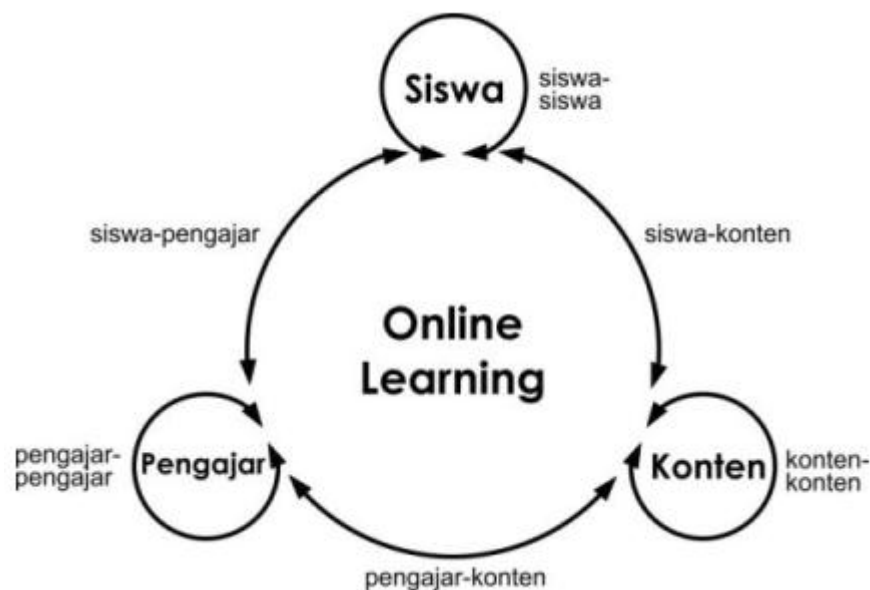 Siswa
siswa-
siswa
siswa-pengajar
siswa-konten
Online
Learning
pengajar-
pengajar
Pengajar
Konten
konten-
konten
pengajar-konten